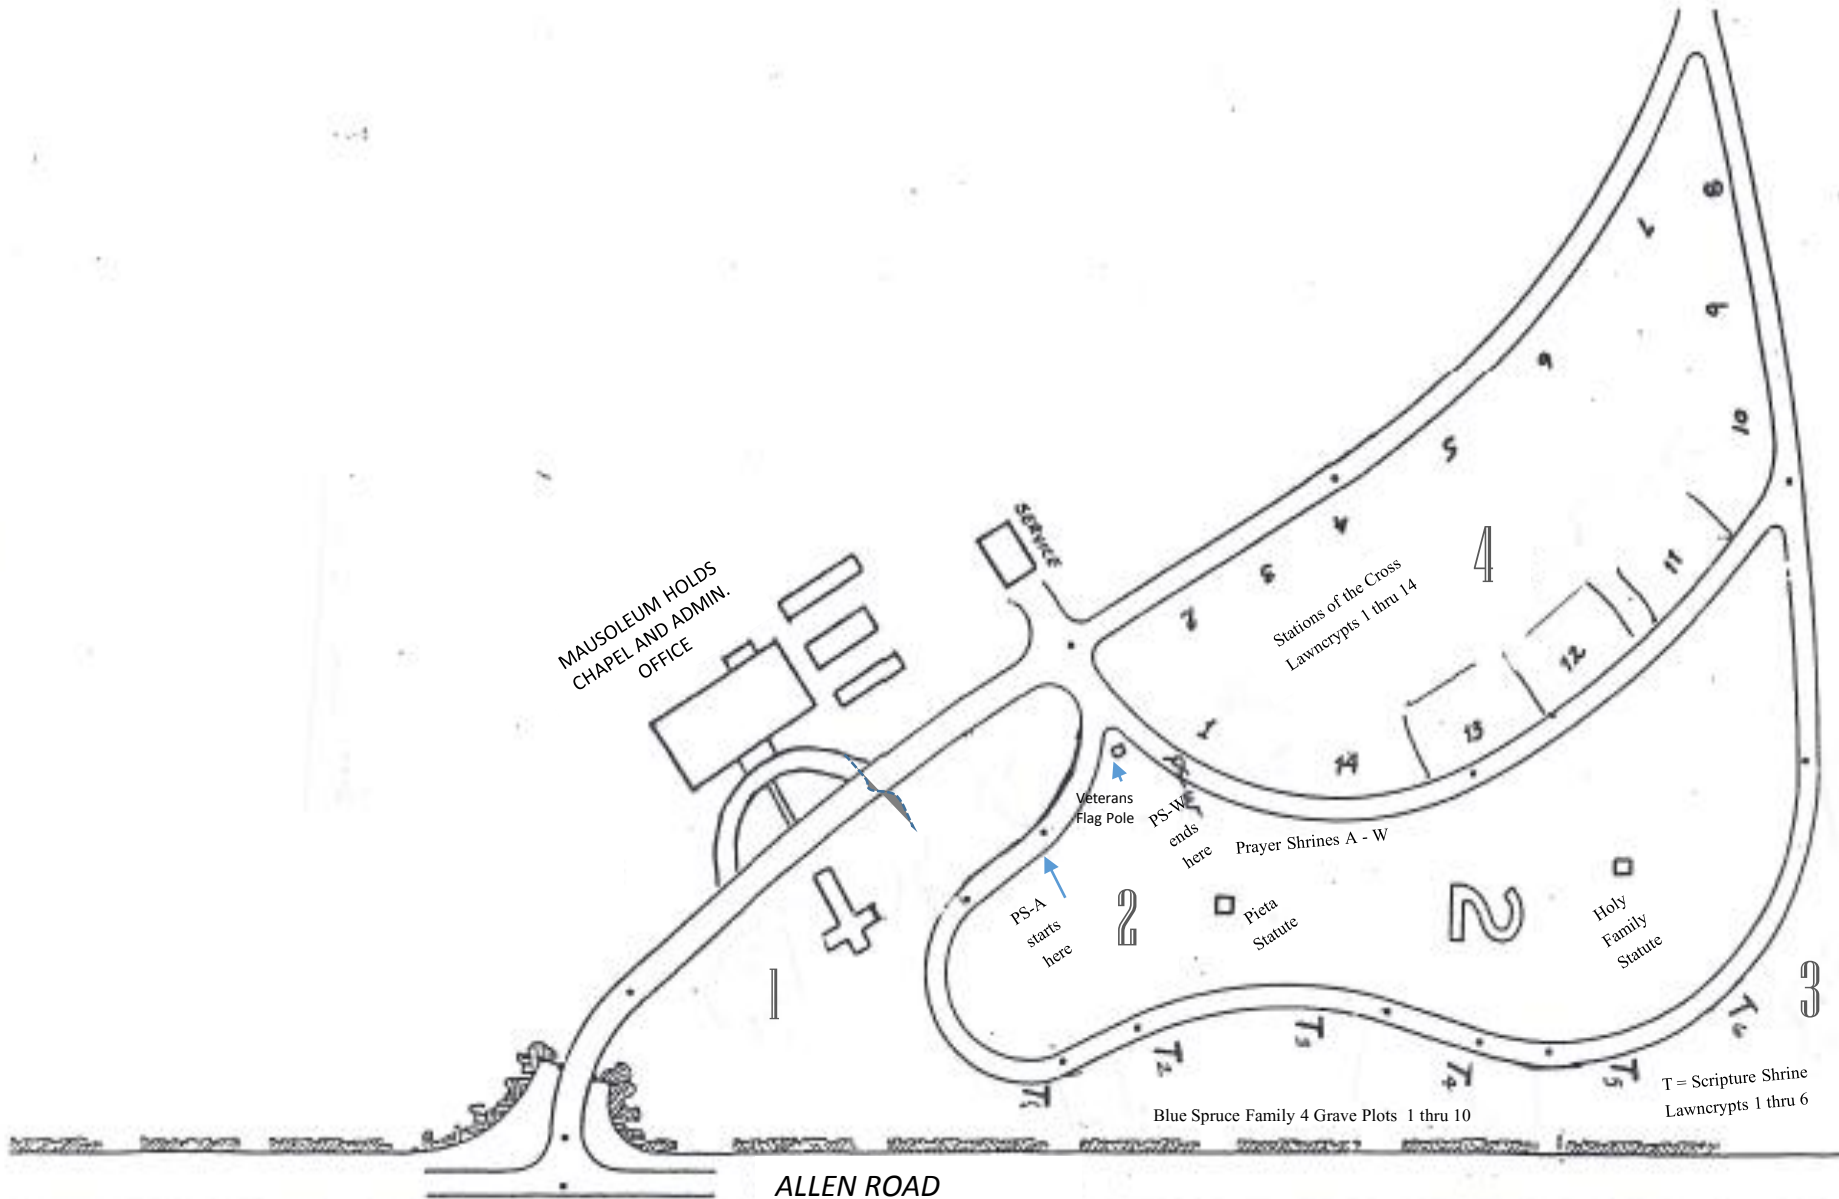 8
7
9
6
10
5
SERVICE
4
4
3
Stations of the Cross
Lawncrypts 1 thru 14
11
2
12
MAUSOLEUM HOLDS
CHAPEL AND ADMIN.
OFFICE
1
13
14
Veterans
Flag Pole
PS-W
ends
here
Prayer Shrines A - W
PS-A
starts
here
2
Pieta
Statute
2
Holy
Family
Statute
1
3
T1
T2
T3
T4
T5
T6
T = Scripture Shrine
Lawncrypts 1 thru 6
Blue Spruce Family 4 Grave Plots 1 thru 10
ALLEN ROAD